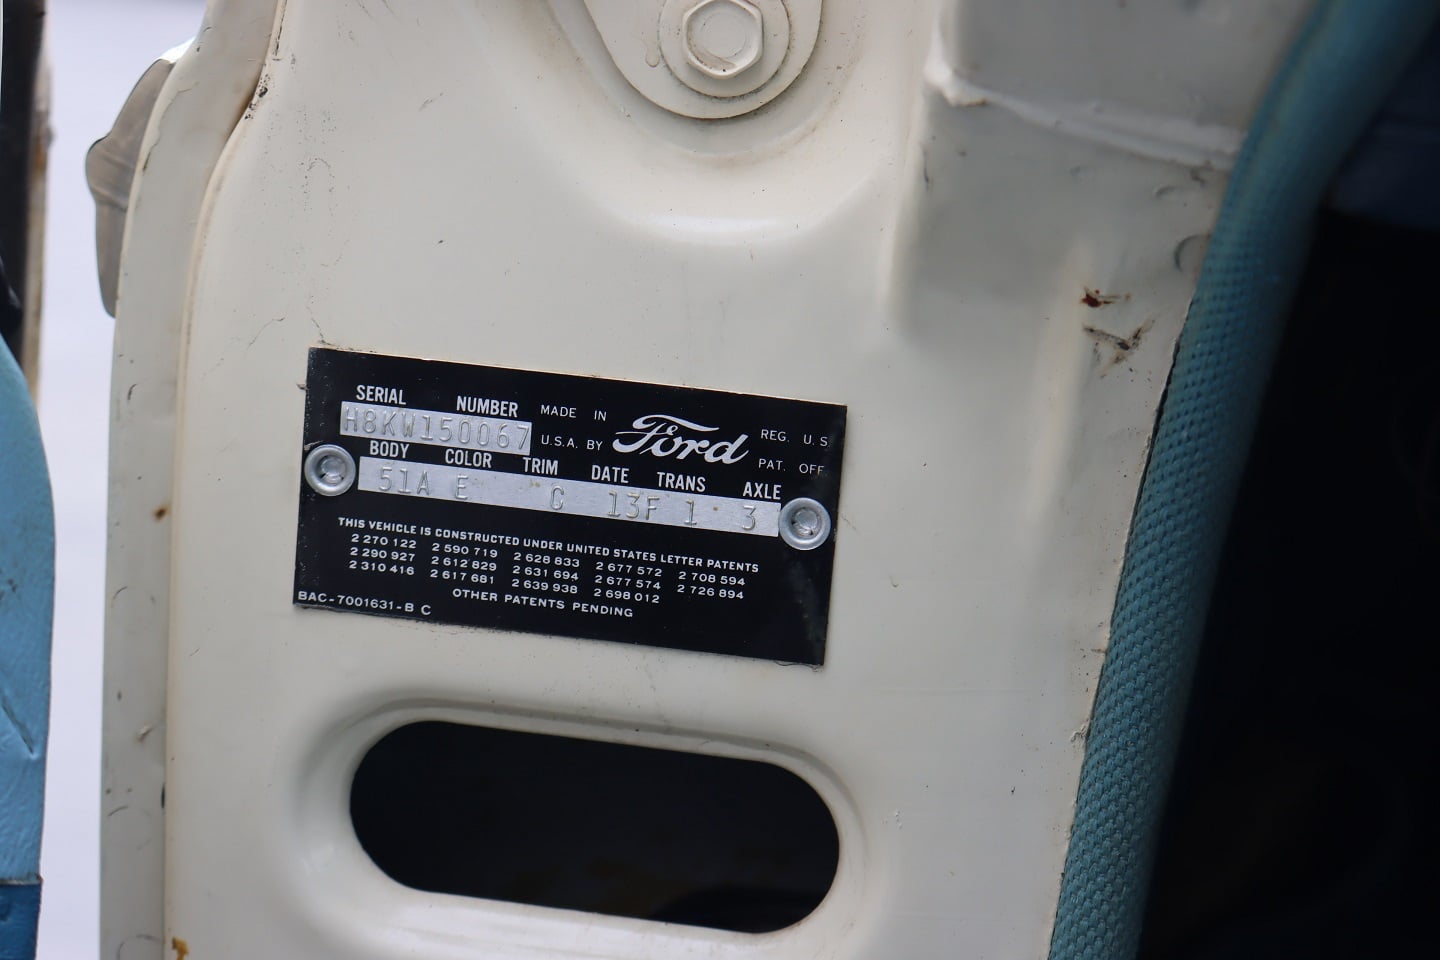 SERIAL NUMBER
H8KW150067
MADE IN
U.S.A. BY
Ford
REG. U. S
PAT. OFF
BODY COLOR TRIM DATE TRANS AXLE
51A E G 13F 1 3
THIS VEHICLE IS CONSTRUCTED UNDER UNITED STATES LETTER PATENTS
2 270 122 2 590 719 2 628 833 2 677 572 2 708 594
2 290 927 2 612 829 2 631 694 2 677 574 2 726 894
2 310 416 2 617 681 2 639 938 2 698 012
OTHER PATENTS PENDING
BAC-7001631-B C